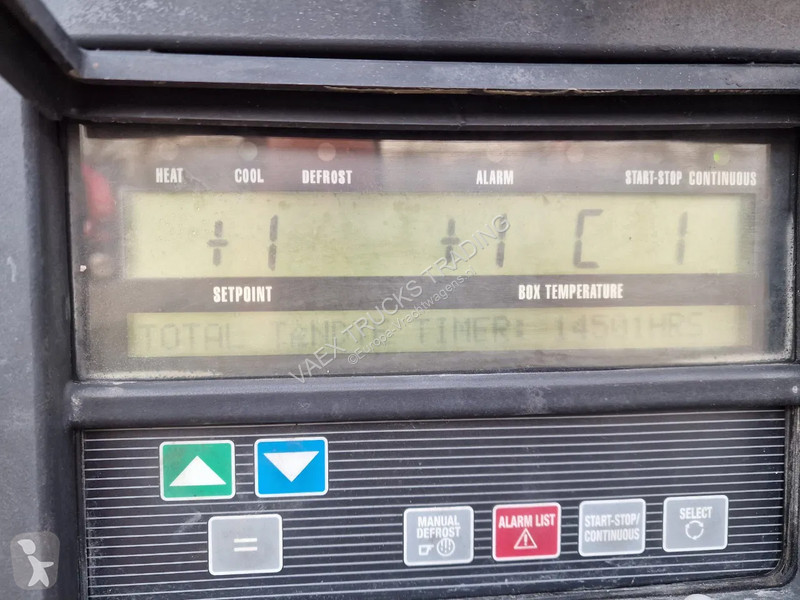 HEAT COOL DEFROST ALARM START-STOP CONTINUOUS
+1 +1 C 1
SETPOINT BOX TEMPERATURE
TOTAL TIMER: 14501HRS
VAEX TRUCKS TRADING
MANUAL DEFROST
ALARM LIST
START-STOP/
CONTINUOUS
SELECT
=